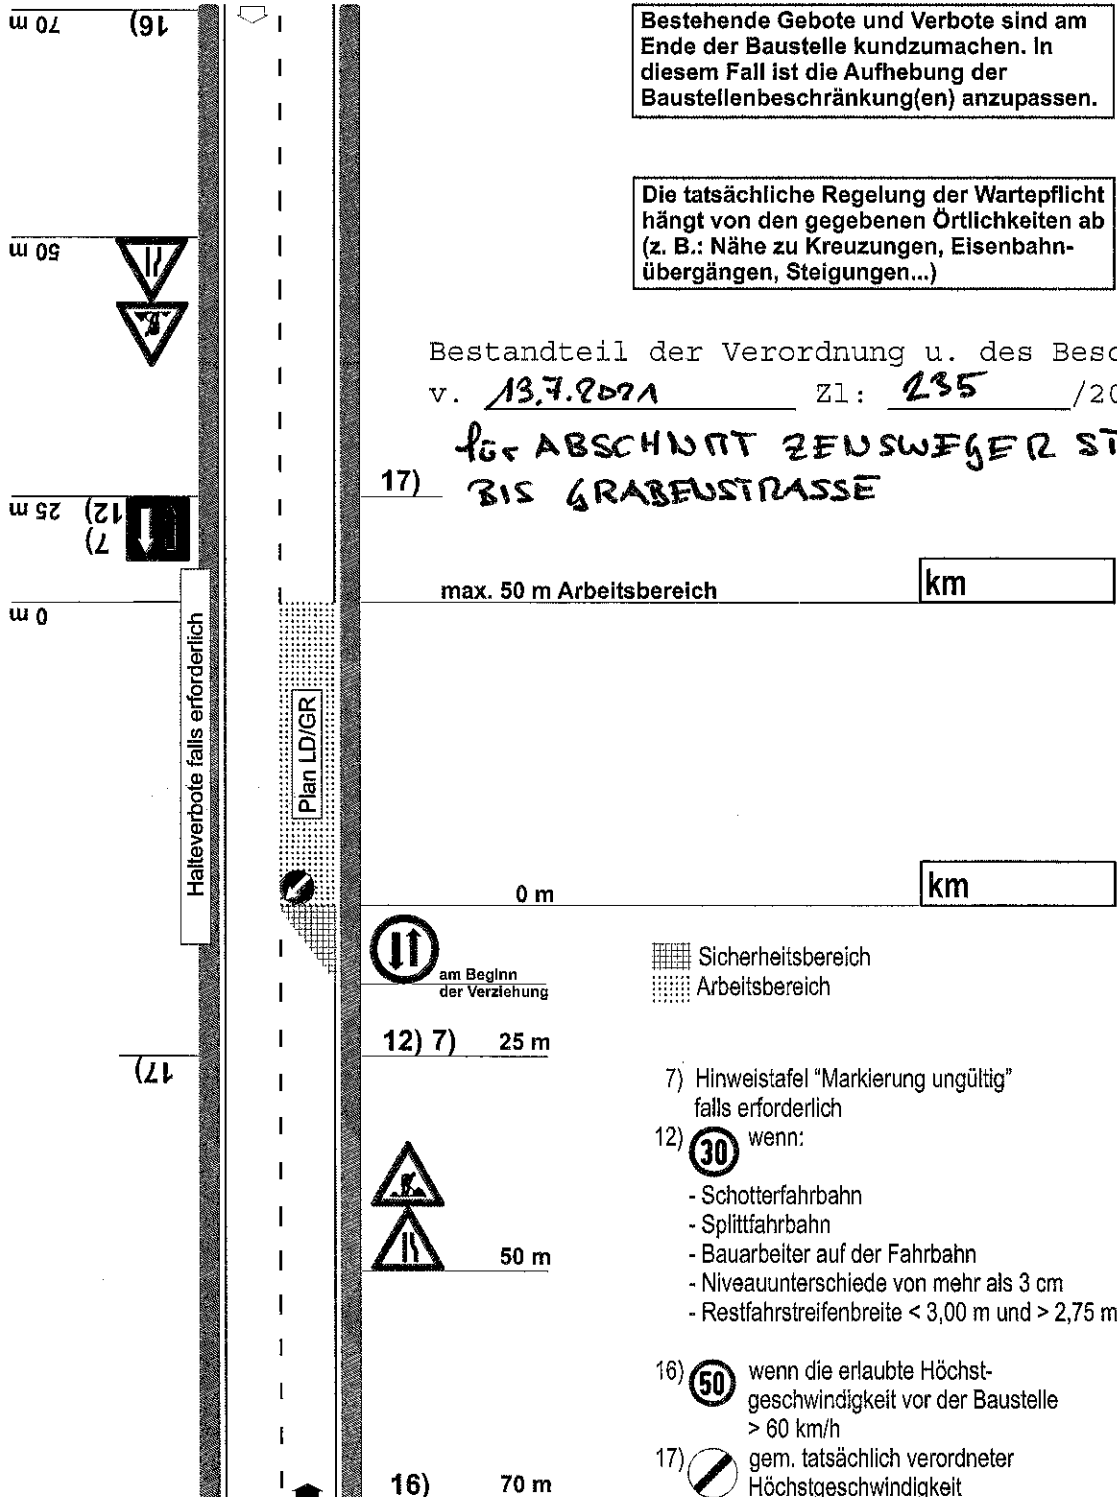 70 m
16)
Bestehende Gebote und Verbote sind am
Ende der Baustelle kundzumachen. In
diesem Fall ist die Aufhebung der
Baustellenbeschränkung(en) anzupassen.
Die tatsächliche Regelung der Wartepflicht
hängt von den gegebenen Örtlichkeiten ab
(z. B.: Nähe zu Kreuzungen, Eisenbahn-
übergängen, Steigungen...)
50 m
Bestandteil der Verordnung u. des Besc
v. 13.7.2021 Zl: 235 /20
für ABSCHNITT ZENSWEGER ST
17) BIS GRABENSTRASSE
25 m
12)
7)
max. 50 m Arbeitsbereich
km
0 m
Halteverbote falls erforderlich
Plan LD/GR
0 m
km
am Beginn
der Verziehung
Sicherheitsbereich
Arbeitsbereich
12) 7) 25 m
17)
7) Hinweistafel "Markierung ungültig"
falls erforderlich
12) 30 wenn:
- Schotterfahrbahn
- Splittfahrbahn
- Bauarbeiter auf der Fahrbahn
- Niveauunterschiede von mehr als 3 cm
- Restfahrstreifenbreite < 3,00 m und > 2,75 m
50 m
16) 50 wenn die erlaubte Höchst-
geschwindigkeit vor der Baustelle
> 60 km/h
17) gem. tatsächlich verordneter
Höchstgeschwindigkeit
16) 70 m